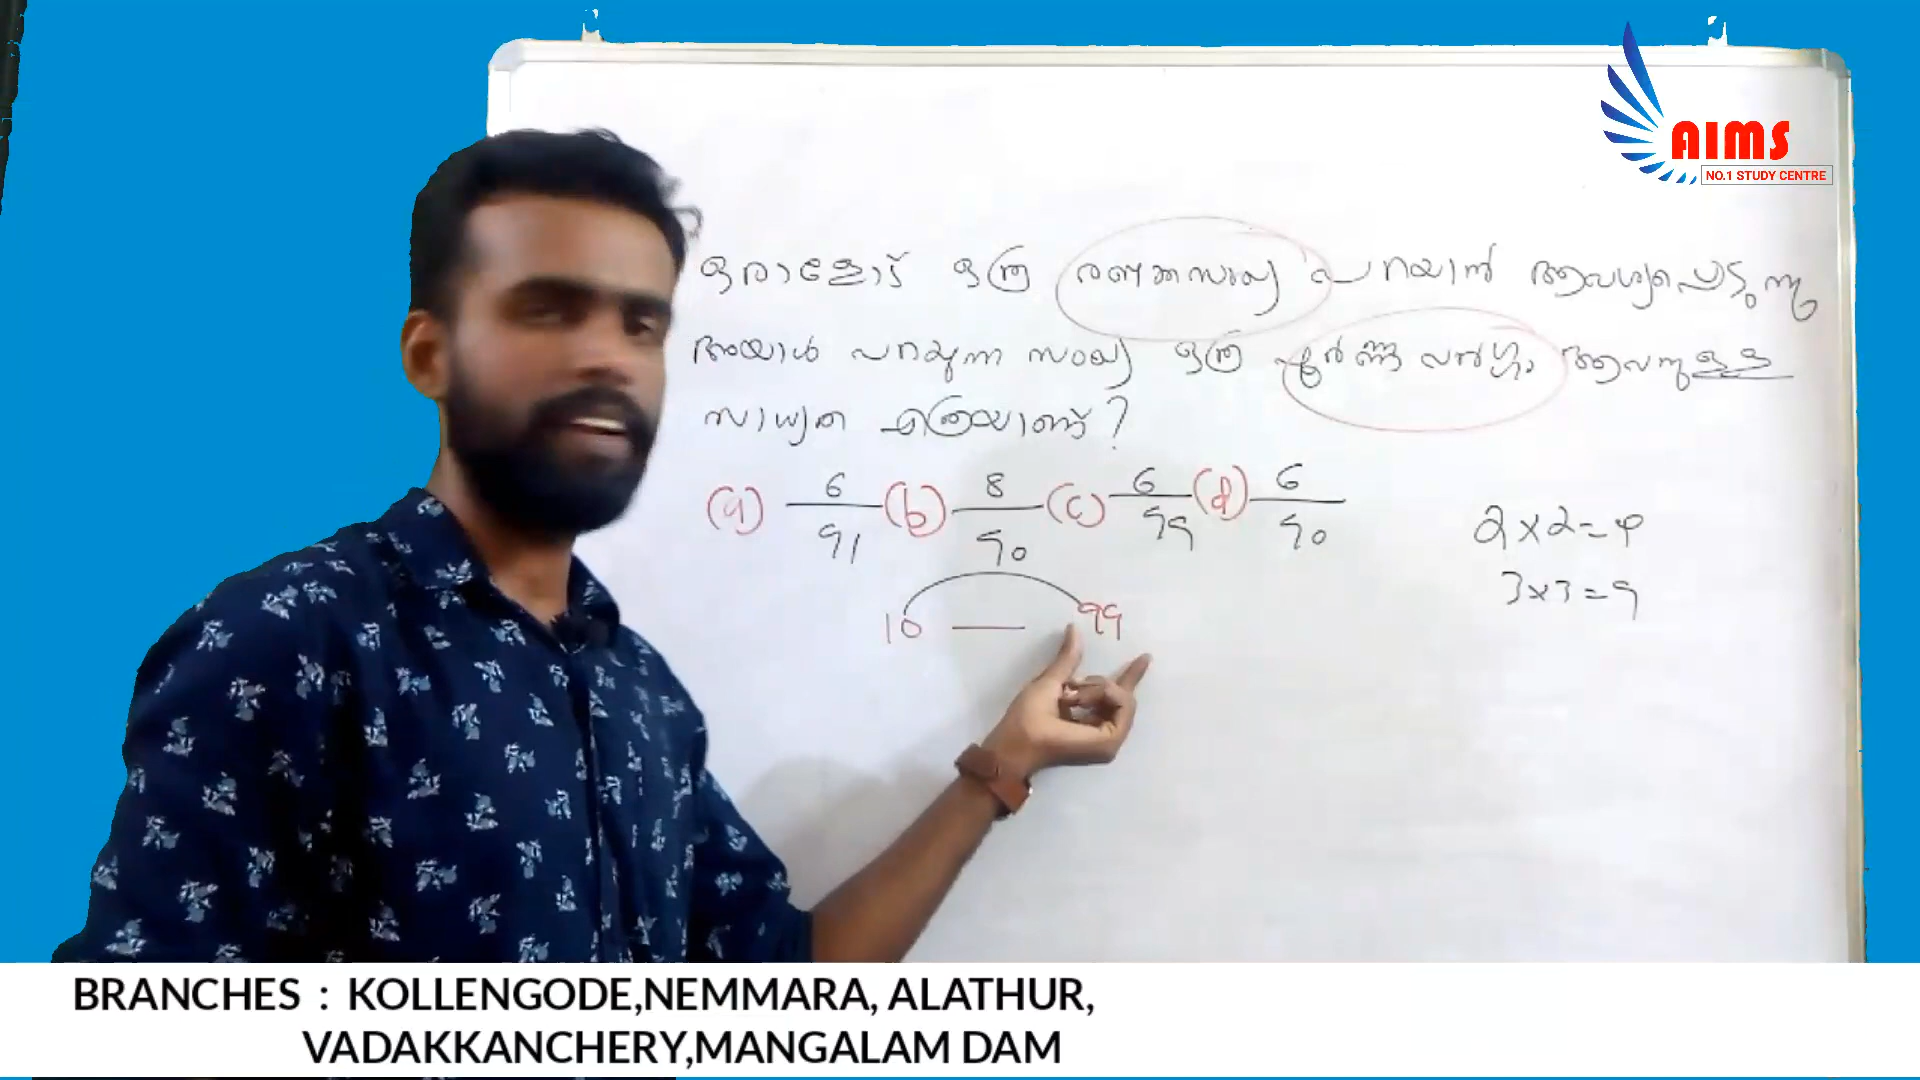 AIMS
NO.1 STUDY CENTRE
ഒരാളോട് ഒരു രണ്ടക്കസംഖ്യ പറയാൻ ആവശ്യപ്പെടുന്നു
അയാൾ പറയുന്ന സംഖ്യ ഒരു പൂർണ്ണ വർഗ്ഗം ആവനുള്ള
സാധ്യത എത്രയാണ്?
(a) 6/91 (b) 8/90 (c) 6/99 (d) 6/90
2×2=4
3×3=9
10 — 99
BRANCHES : KOLLENGODE,NEMMARA, ALATHUR,
VADAKKANCHERY,MANGALAM DAM